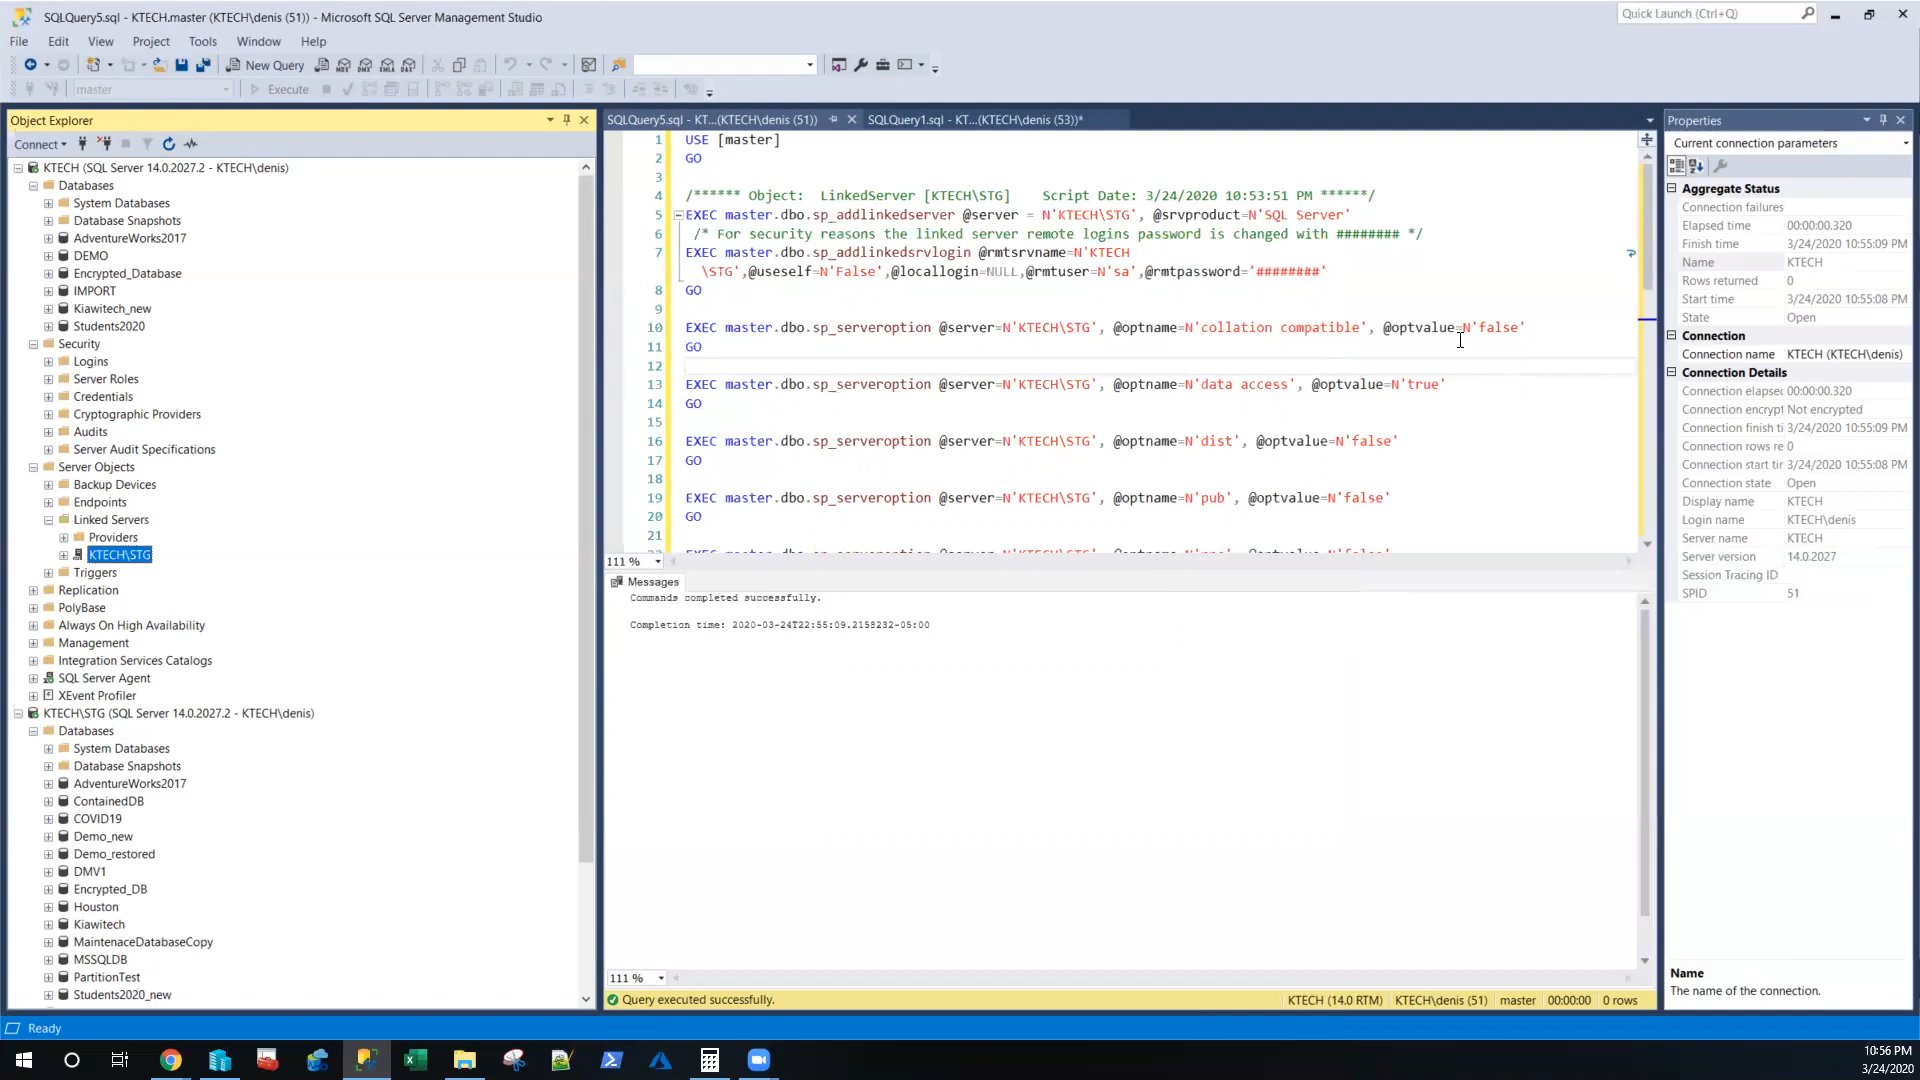 SQLQuery5.sql - KTECH.master (KTECH\denis (51)) - Microsoft SQL Server Management Studio
Quick Launch (Ctrl+Q)
File Edit View Project Tools Window Help
New Query
master
Execute
Object Explorer
Connect
KTECH (SQL Server 14.0.2027.2 - KTECH\denis)
Databases
System Databases
Database Snapshots
AdventureWorks2017
DEMO
Encrypted_Database
IMPORT
Kiawitech_new
Students2020
Security
Logins
Server Roles
Credentials
Cryptographic Providers
Audits
Server Audit Specifications
Server Objects
Backup Devices
Endpoints
Linked Servers
Providers
KTECH\STG
Triggers
Replication
PolyBase
Always On High Availability
Management
Integration Services Catalogs
SQL Server Agent
XEvent Profiler
KTECH\STG (SQL Server 14.0.2027.2 - KTECH\denis)
Databases
System Databases
Database Snapshots
AdventureWorks2017
ContainedDB
COVID19
Demo_new
Demo_restored
DMV1
Encrypted_DB
Houston
Kiawitech
MaintenaceDatabaseCopy
MSSQLDB
PartitionTest
Students2020_new
SQLQuery5.sql - KT...(KTECH\denis (51)) SQLQuery1.sql - KT...(KTECH\denis (53))*
1 USE [master]
2 GO
3
4 /****** Object: LinkedServer [KTECH\STG] Script Date: 3/24/2020 10:53:51 PM ******/
5 EXEC master.dbo.sp_addlinkedserver @server = N'KTECH\STG', @srvproduct=N'SQL Server'
6 /* For security reasons the linked server remote logins password is changed with ######## */
7 EXEC master.dbo.sp_addlinkedsrvlogin @rmtsrvname=N'KTECH
\STG',@useself=N'False',@locallogin=NULL,@rmtuser=N'sa',@rmtpassword='########'
8 GO
9
10 EXEC master.dbo.sp_serveroption @server=N'KTECH\STG', @optname=N'collation compatible', @optvalue=N'false'
11 GO
12
13 EXEC master.dbo.sp_serveroption @server=N'KTECH\STG', @optname=N'data access', @optvalue=N'true'
14 GO
15
16 EXEC master.dbo.sp_serveroption @server=N'KTECH\STG', @optname=N'dist', @optvalue=N'false'
17 GO
18
19 EXEC master.dbo.sp_serveroption @server=N'KTECH\STG', @optname=N'pub', @optvalue=N'false'
20 GO
21
111 %
Messages
Commands completed successfully.
Completion time: 2020-03-24T22:55:09.2158232-05:00
111 %
Query executed successfully. KTECH (14.0 RTM) KTECH\denis (51) master 00:00:00 0 rows
Properties
Current connection parameters
Aggregate Status
Connection failures
Elapsed time 00:00:00.320
Finish time 3/24/2020 10:55:09 PM
Name KTECH
Rows returned 0
Start time 3/24/2020 10:55:08 PM
State Open
Connection
Connection name KTECH (KTECH\denis)
Connection Details
Connection elapsed 00:00:00.320
Connection encrypt Not encrypted
Connection finish ti 3/24/2020 10:55:09 PM
Connection rows re 0
Connection start tir 3/24/2020 10:55:08 PM
Connection state Open
Display name KTECH
Login name KTECH\denis
Server name KTECH
Server version 14.0.2027
Session Tracing ID
SPID 51
Name
The name of the connection.
Ready
10:56 PM
3/24/2020